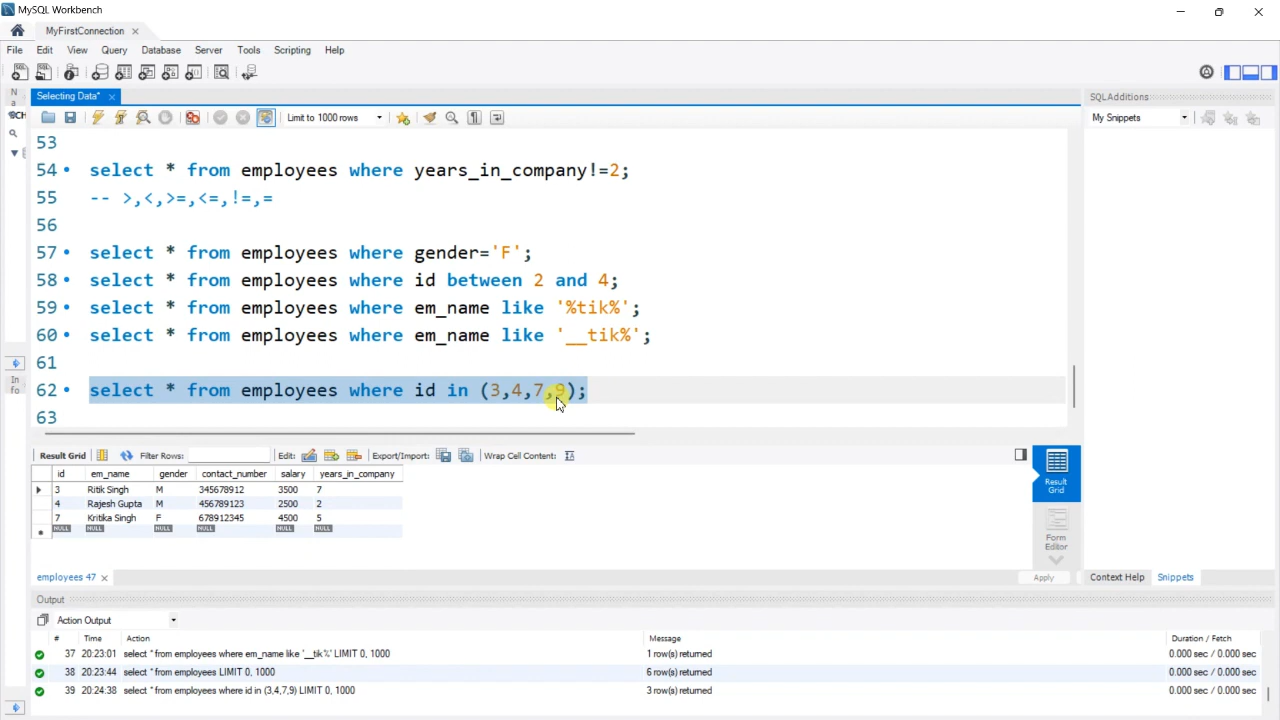 MySQL Workbench
MyFirstConnection
File Edit View Query Database Server Tools Scripting Help
Selecting Data*
SQLAdditions
Limit to 1000 rows
My Snippets
53
54 select * from employees where years_in_company!=2;
55 -- >,<,>=,<=,!=,=
56
57 select * from employees where gender='F';
58 select * from employees where id between 2 and 4;
59 select * from employees where em_name like '%tik%';
60 select * from employees where em_name like '__tik%';
61
62 select * from employees where id in (3,4,7,9);
63
Result Grid Filter Rows: Edit: Export/Import: Wrap Cell Content:
id em_name gender contact_number salary years_in_company
3 Ritik Singh M 345678912 3500 7
4 Rajesh Gupta M 456789123 2500 2
7 Kritika Singh F 678912345 4500 5
NULL NULL NULL NULL NULL NULL
Result
Grid
Form
Editor
employees 47
Apply
Context Help Snippets
Output
Action Output
# Time Action Message Duration / Fetch
37 20:23:01 select * from employees where em_name like '__tik%' LIMIT 0, 1000 1 row(s) returned 0.000 sec / 0.000 sec
38 20:23:44 select * from employees LIMIT 0, 1000 6 row(s) returned 0.000 sec / 0.000 sec
39 20:24:38 select * from employees where id in (3,4,7,9) LIMIT 0, 1000 3 row(s) returned 0.000 sec / 0.000 sec